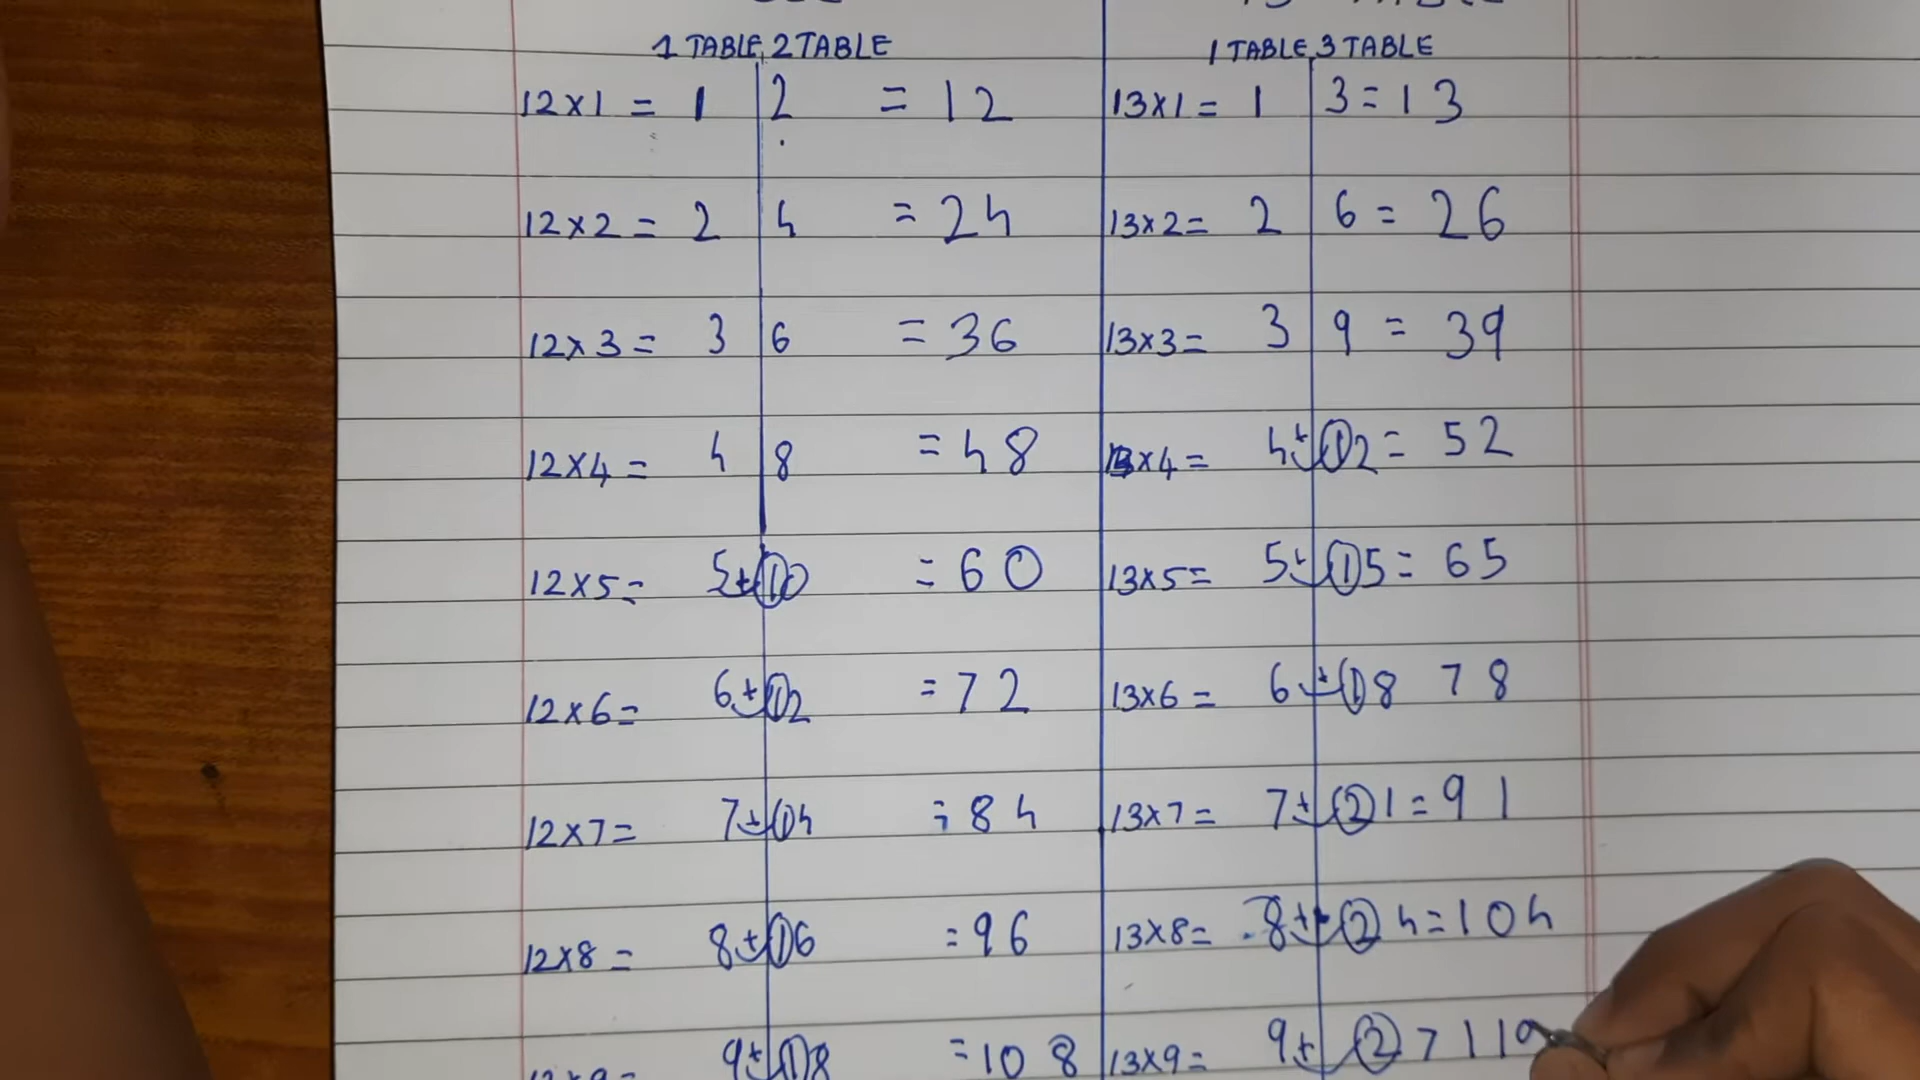 1 TABLE, 2 TABLE
12x1 = 1 2 = 12
12x2 = 2 4 = 24
12x3 = 3 6 = 36
12x4 = 4 8 = 48
12x5 = 5+10 = 60
12x6 = 6+12 = 72
12x7 = 7+14 = 84
12x8 = 8+16 = 96
9+18 = 108
1 TABLE, 3 TABLE
13x1 = 1 3 = 13
13x2 = 2 6 = 26
13x3 = 3 9 = 39
13x4 = 4+12 = 52
13x5 = 5+15 = 65
13x6 = 6+18 78
13x7 = 7+21 = 91
13x8 = 8+24 = 104
13x9 = 9+27 11